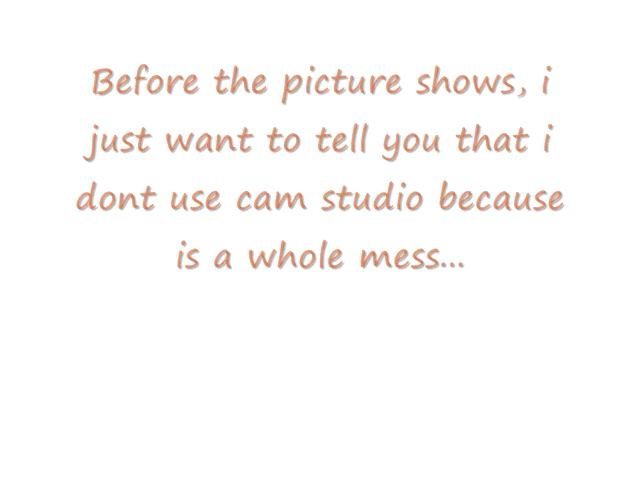 Before the picture shows, i
just want to tell you that i
dont use cam studio because
is a whole mess...